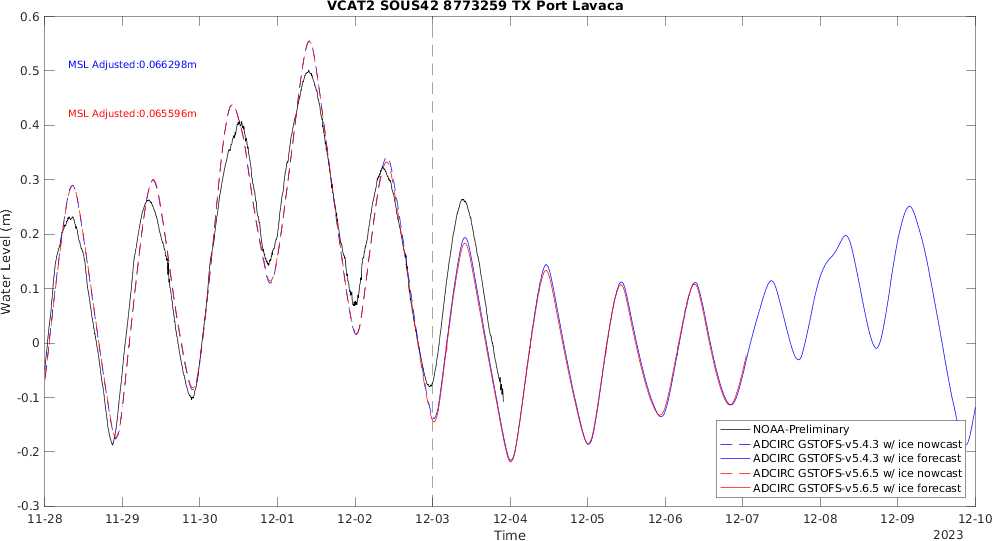 VCAT2 SOUS42 8773259 TX Port Lavaca
MSL Adjusted:0.066298m
MSL Adjusted:0.065596m
Water Level (m)
0.6
0.5
0.4
0.3
0.2
0.1
0
-0.1
-0.2
-0.3
NOAA-Preliminary
ADCIRC GSTOFS-v5.4.3 w/ ice nowcast
ADCIRC GSTOFS-v5.4.3 w/ ice forecast
ADCIRC GSTOFS-v5.6.5 w/ ice nowcast
ADCIRC GSTOFS-v5.6.5 w/ ice forecast
11-28 11-29 11-30 12-01 12-02 12-03 12-04 12-05 12-06 12-07 12-08 12-09 12-10
Time
2023